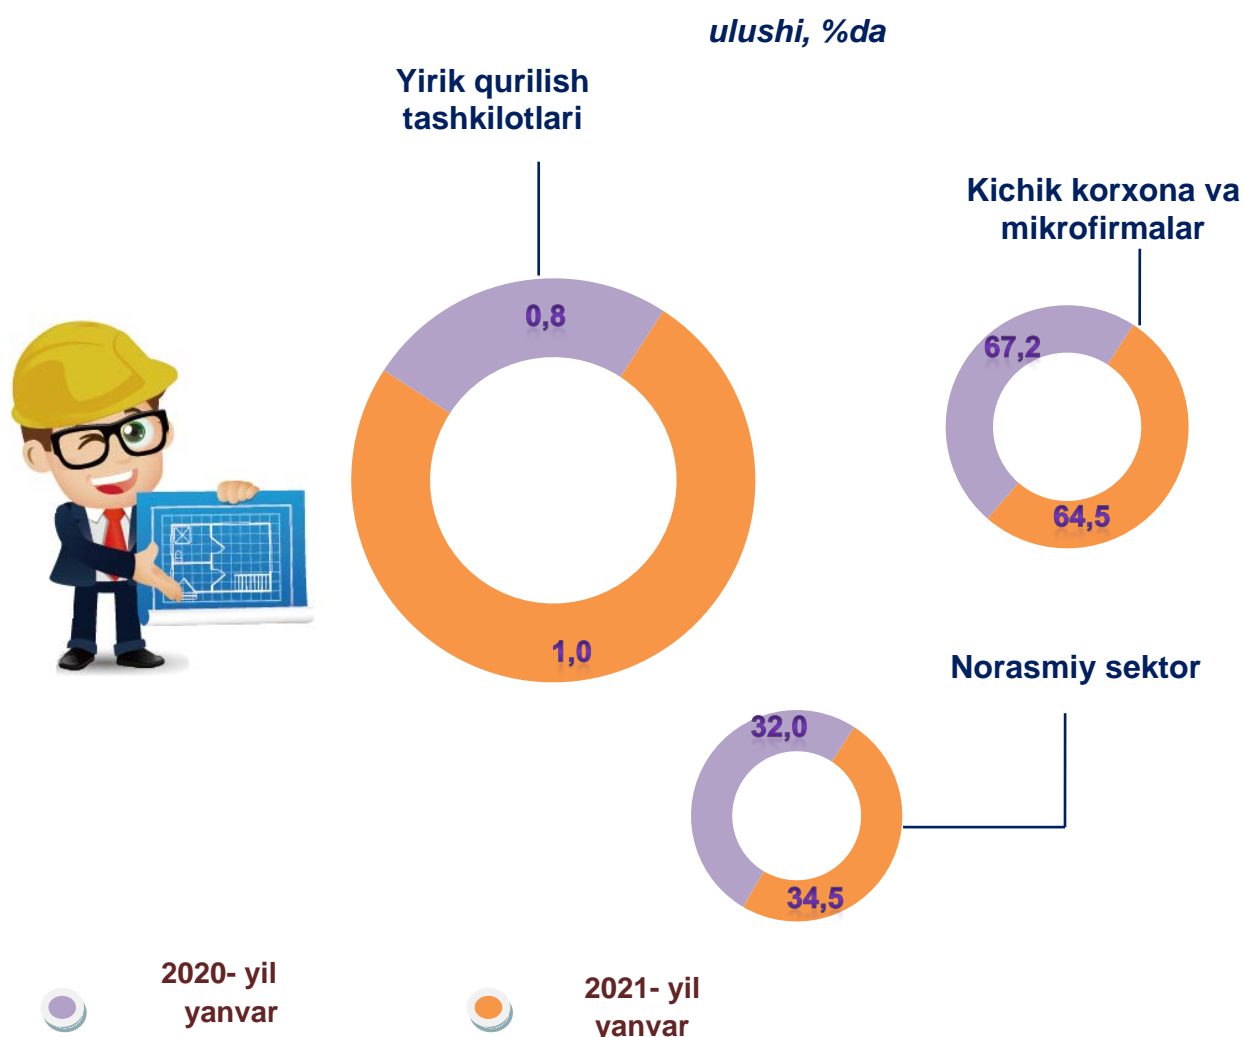 ulushi, %da
Yirik qurilish
tashkilotlari
Kichik korxona va
mikrofirmalar
0,8
67,2
64,5
1,0
Norasmiy sektor
32,0
34,5
2020- yil
yanvar
2021- yil
yanvar